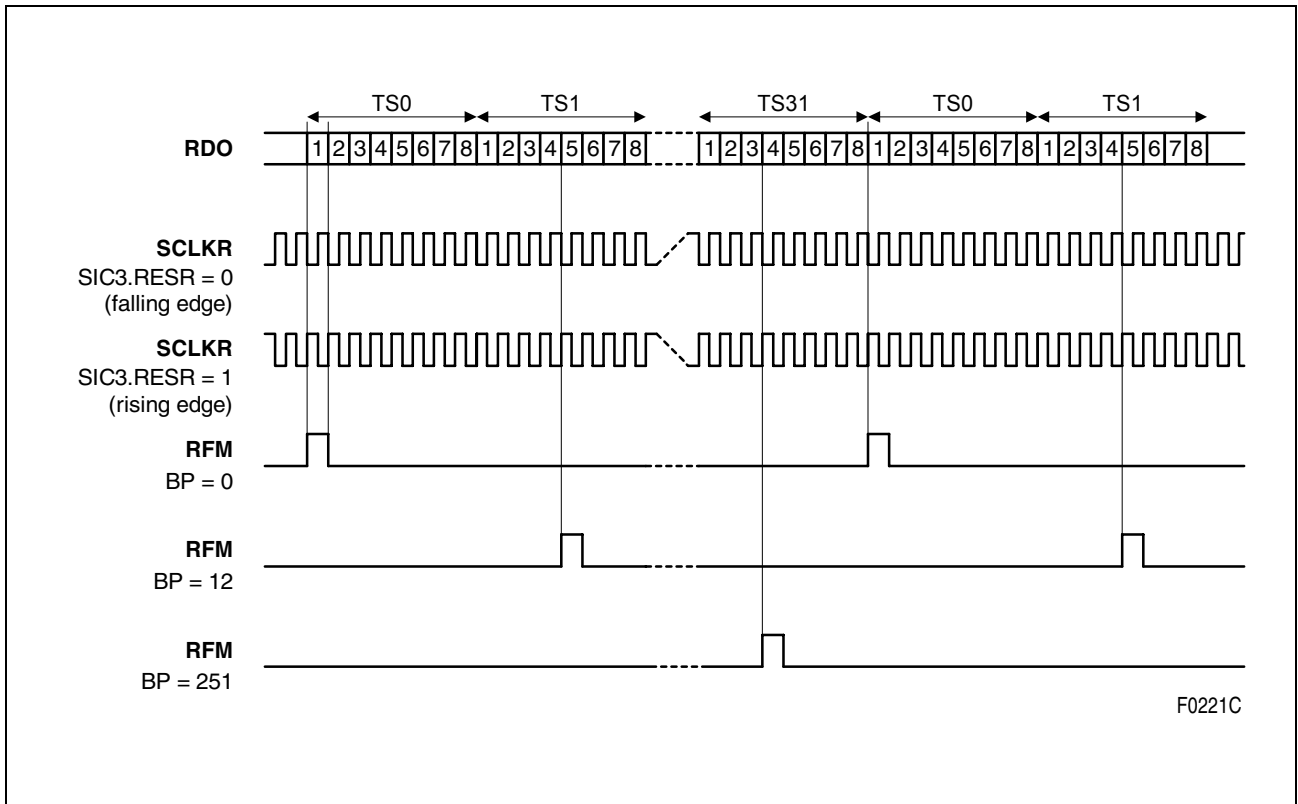 TS0 TS1 TS31 TS0 TS1
RDO 1 2 3 4 5 6 7 8 1 2 3 4 5 6 7 8 1 2 3 4 5 6 7 8 1 2 3 4 5 6 7 8 1 2 3 4 5 6 7 8
SCLKR
SIC3.RESR = 0
(falling edge)
SCLKR
SIC3.RESR = 1
(rising edge)
RFM
BP = 0
RFM
BP = 12
RFM
BP = 251
F0221C